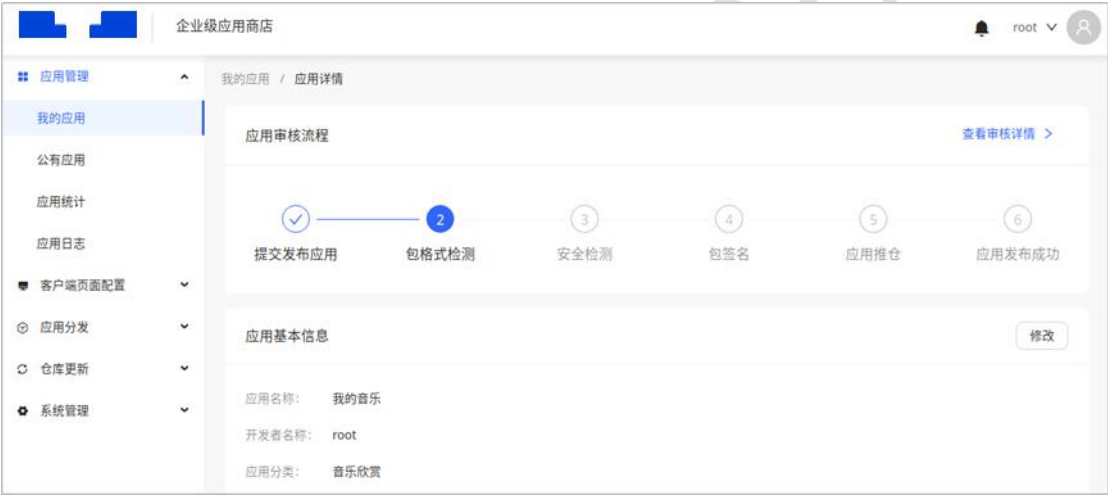 企业级应用商店
root
应用管理
我的应用
公有应用
应用统计
应用日志
客户端页面配置
应用分发
仓库更新
系统管理
我的应用 / 应用详情
应用审核流程
查看审核详情 >
2 3 4 5 6
提交发布应用 包格式检测 安全检测 包签名 应用推仓 应用发布成功
应用基本信息
修改
应用名称: 我的音乐
开发者名称: root
应用分类: 音乐欣赏